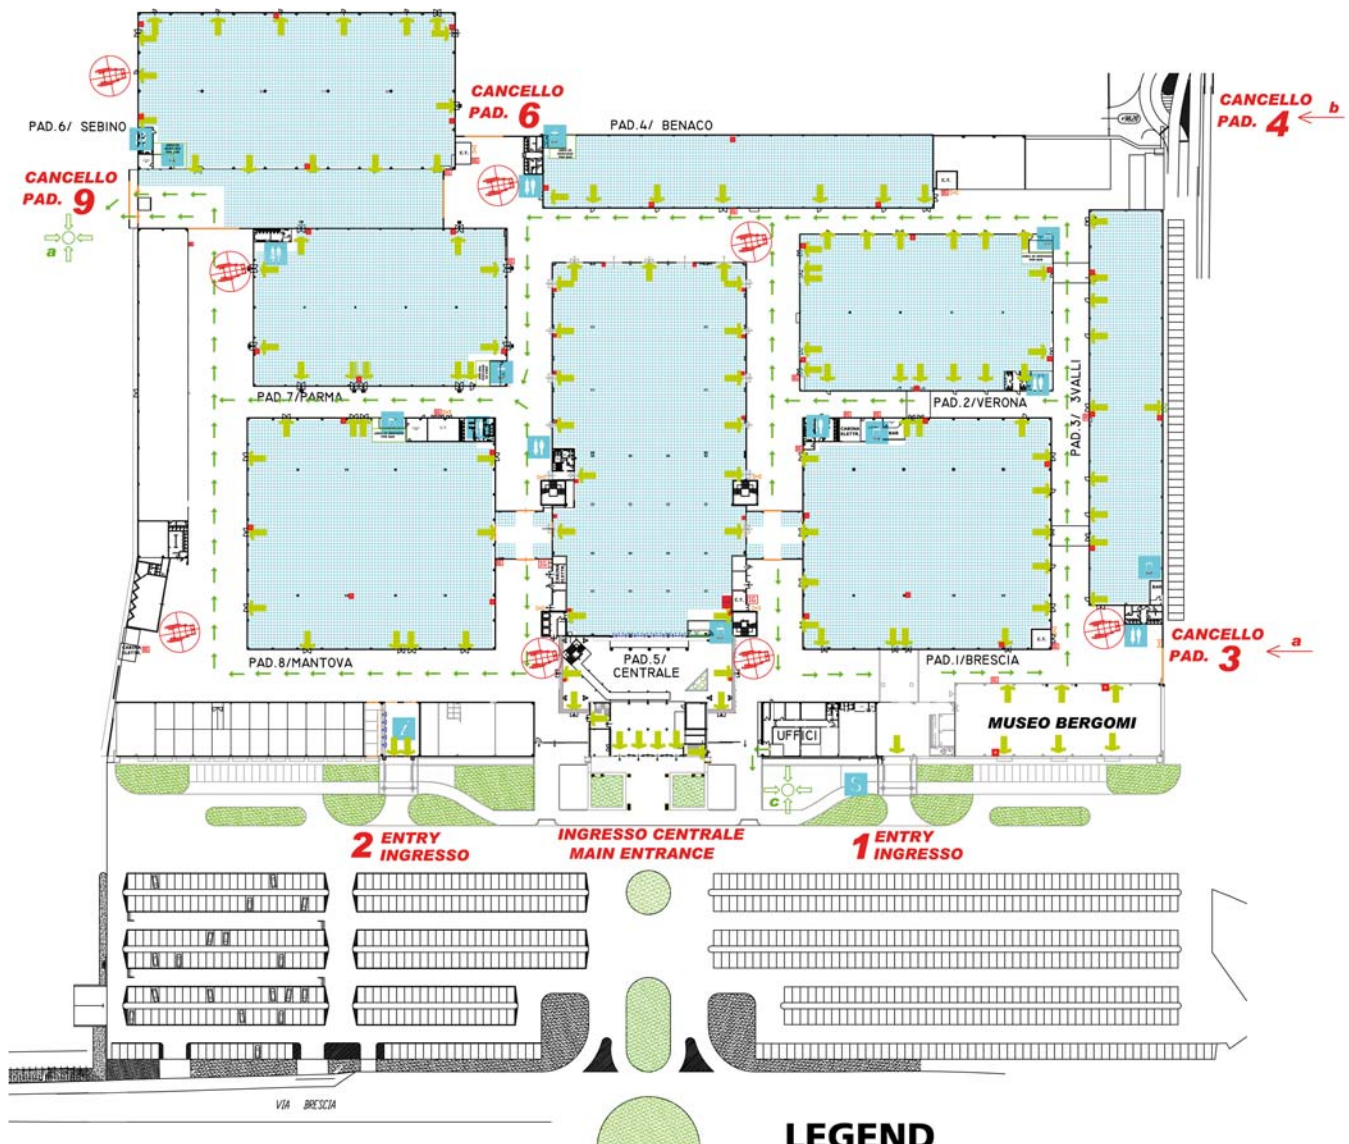 CANCELLO
PAD. 6
CANCELLO
PAD. 4
b
PAD.6/ SEBINO
PAD.4/ BENACO
CANCELLO
PAD. 9
a
PAD.7/PARMA
PAD.2/VERONA
PAD.3/ 3VALLI
PAD.8/MANTOVA
PAD.5/
CENTRALE
PAD.1/BRESCIA
CANCELLO
PAD. 3
a
MUSEO BERGOMI
UFFICI
i
S
c
2 ENTRY
INGRESSO
INGRESSO CENTRALE
MAIN ENTRANCE
1 ENTRY
INGRESSO
VIA BRESCIA
LEGEND